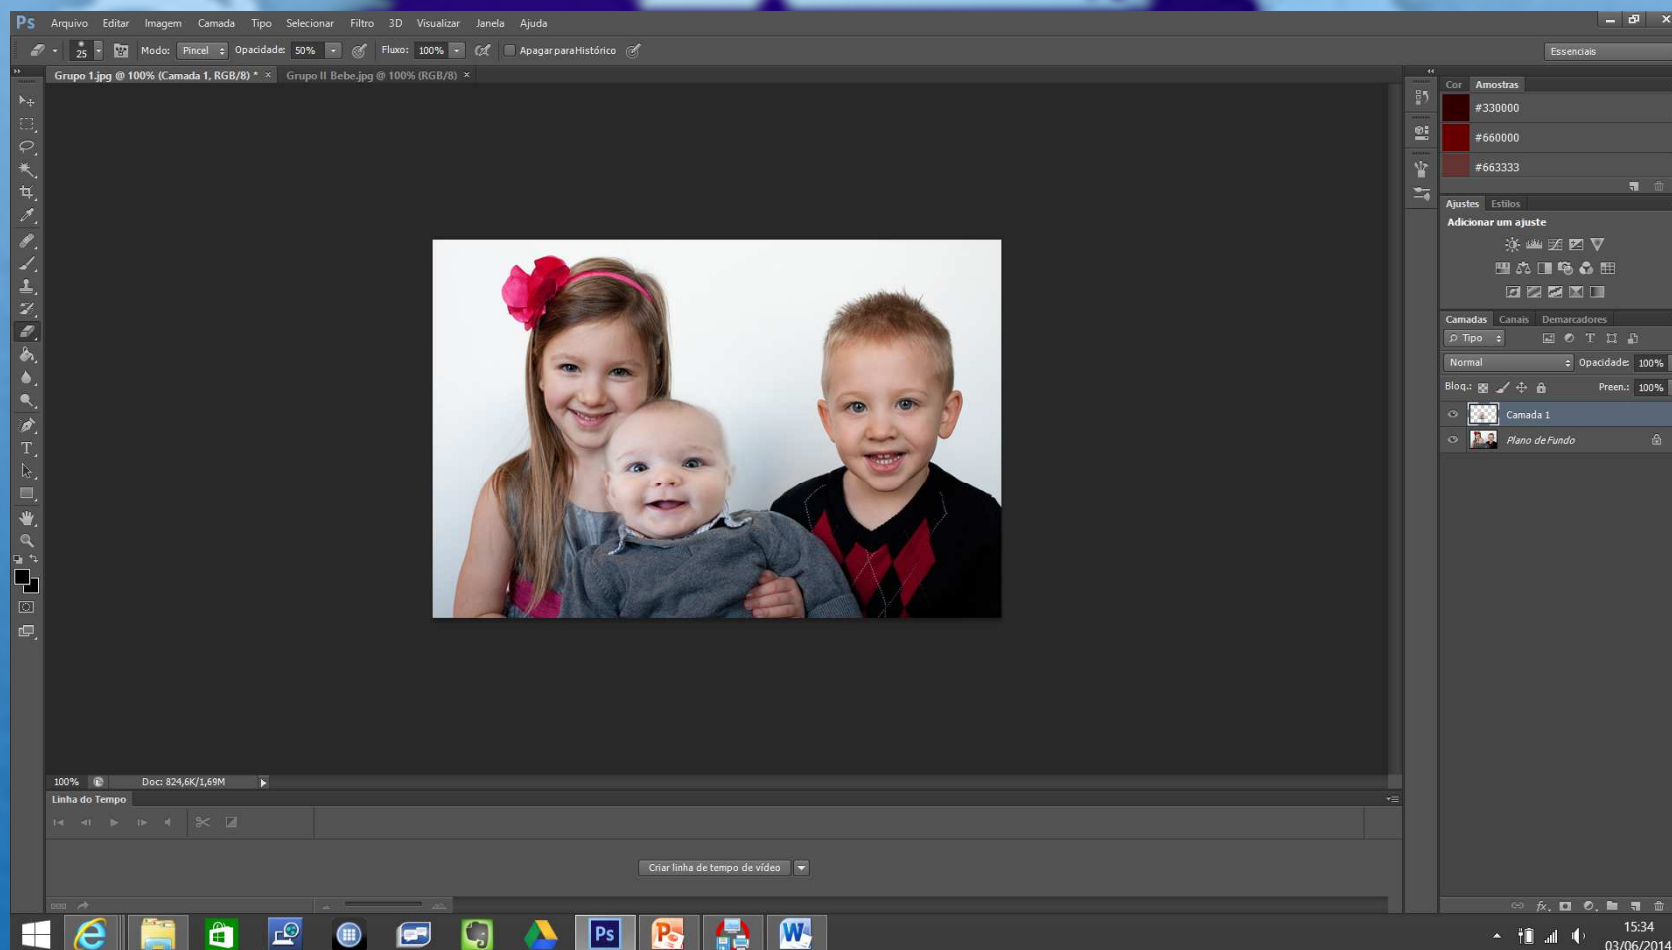 Ps Arquivo Editar Imagem Camada Tipo Selecionar Filtro 3D Visualizar Janela Ajuda
25 Modo: Pincel Opacidade: 50% Fluxo: 100% Apagar para Histórico Essenciais
Grupo 1.jpg @ 100% (Camada 1, RGB/8) * × Grupo II Bebe.jpg @ 100% (RGB/8) ×
Cor Amostras
#330000
#660000
#663333
Ajustes Estilos
Adicionar um ajuste
Camadas Canais Demarcadores
Tipo
Normal Opacidade: 100%
Bloq.: Preen.: 100%
Camada 1
Plano de Fundo
100% Doc: 824,6K/1,69M
Linha do Tempo
Criar linha de tempo de vídeo
fx
Ps P W
15:34
03/06/2014